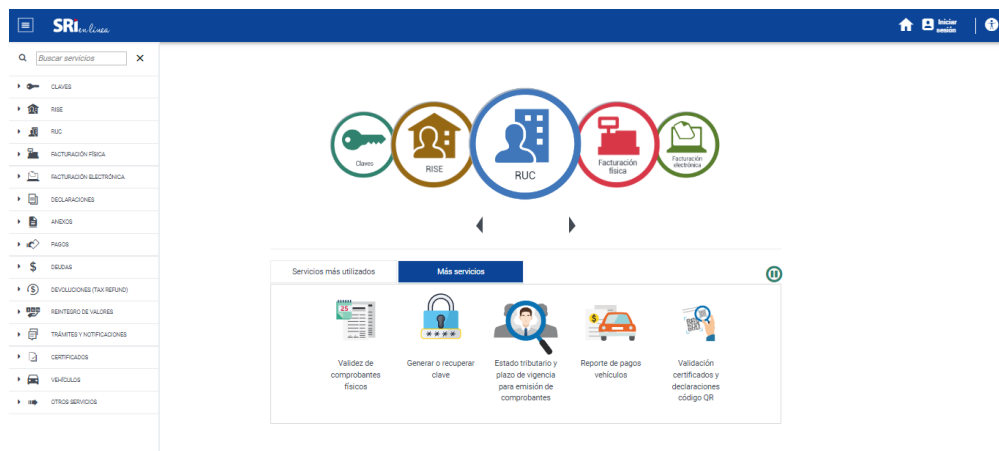 SRi en línea
Iniciar
sesión
Buscar servicios
CLAVES
RISE
RUC
FACTURACIÓN FÍSICA
FACTURACIÓN ELECTRÓNICA
DECLARACIONES
ANEXOS
PAGOS
DEUDAS
DEVOLUCIONES (TAX REFUND)
REINTEGRO DE VALORES
TRÁMITES Y NOTIFICACIONES
CERTIFICADOS
VEHÍCULOS
OTROS SERVICIOS
Claves
RISE
RUC
Facturación
física
Facturación
electrónica
Servicios más utilizados
Más servicios
25
****
Validez de
comprobantes
físicos
Generar o recuperar
clave
Estado tributario y
plazo de vigencia
para emisión de
comprobantes
Reporte de pagos
vehículos
Validación
certificados y
declaraciones
código QR